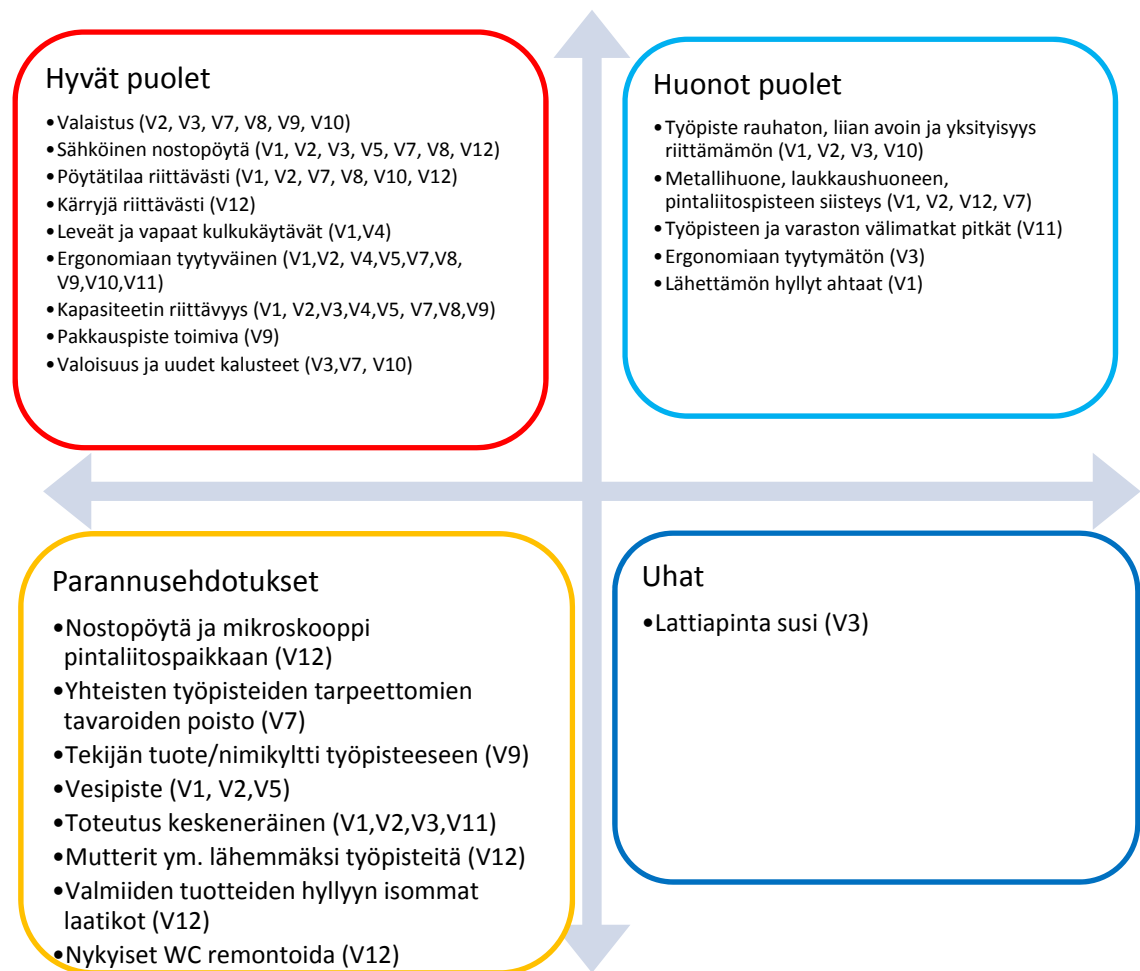 Hyvät puolet
•Valaistus (V2, V3, V7, V8, V9, V10)
•Sähköinen nostopöytä (V1, V2, V3, V5, V7, V8, V12)
•Pöytätilaa riittävästi (V1, V2, V7, V8, V10, V12)
•Kärryjä riittävästi (V12)
•Leveät ja vapaat kulkukäytävät (V1,V4)
•Ergonomiaan tyytyväinen (V1,V2, V4,V5,V7,V8,
V9,V10,V11)
•Kapasiteetin riittävyys (V1, V2,V3,V4,V5, V7,V8,V9)
•Pakkauspiste toimiva (V9)
•Valoisuus ja uudet kalusteet (V3,V7, V10)
Huonot puolet
•Työpiste rauhaton, liian avoin ja yksityisyys
riittämämön (V1, V2, V3, V10)
•Metallihuone, laukkaushuoneen,
pintaliitospisteen siisteys (V1, V2, V12, V7)
•Työpisteen ja varaston välimatkat pitkät (V11)
•Ergonomiaan tyytymätön (V3)
•Lähettämön hyllyt ahtaat (V1)
Parannusehdotukset
•Nostopöytä ja mikroskooppi
pintaliitospaikkaan (V12)
•Yhteisten työpisteiden tarpeettomien
tavaroiden poisto (V7)
•Tekijän tuote/nimikyltti työpisteeseen (V9)
•Vesipiste (V1, V2,V5)
•Toteutus keskeneräinen (V1,V2,V3,V11)
•Mutterit ym. lähemmäksi työpisteitä (V12)
•Valmiiden tuotteiden hyllyyn isommat
laatikot (V12)
•Nykyiset WC remontoida (V12)
Uhat
•Lattiapinta susi (V3)